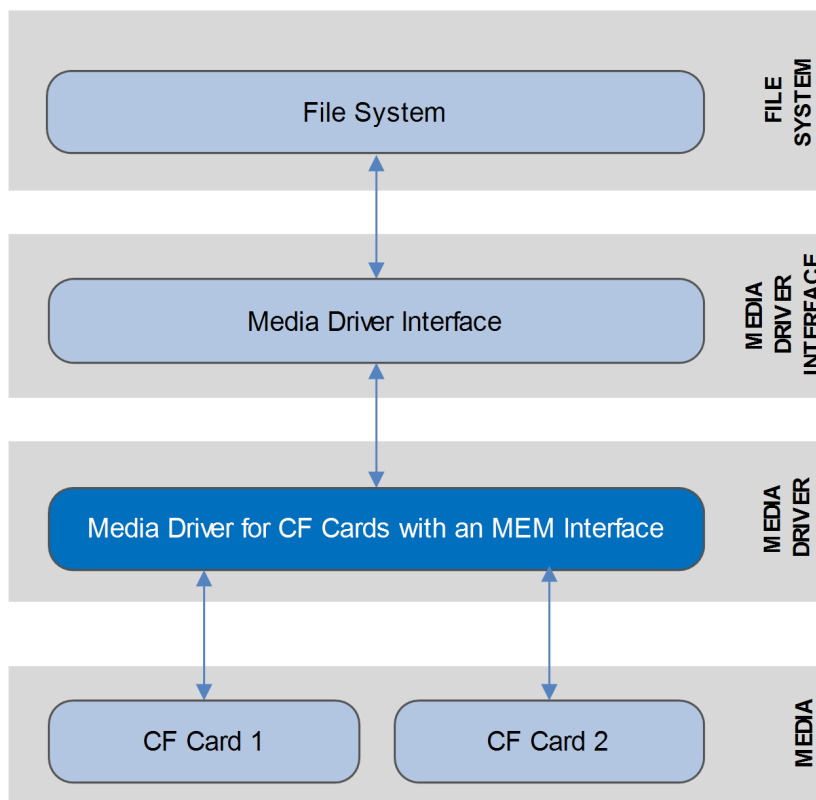 File System
FILE
SYSTEM
Media Driver Interface
MEDIA
DRIVER
INTERFACE
Media Driver for CF Cards with an MEM Interface
MEDIA
DRIVER
CF Card 1
CF Card 2
MEDIA